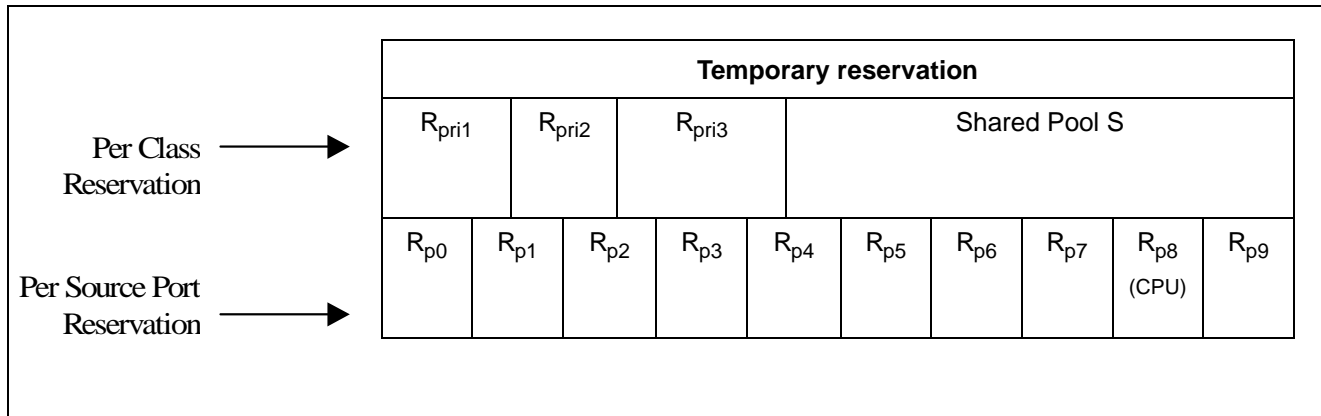 Temporary reservation
Per Class
Reservation
Rpri1 Rpri2 Rpri3 Shared Pool S
Per Source Port
Reservation
Rp0 Rp1 Rp2 Rp3 Rp4 Rp5 Rp6 Rp7 Rp8 Rp9
(CPU)